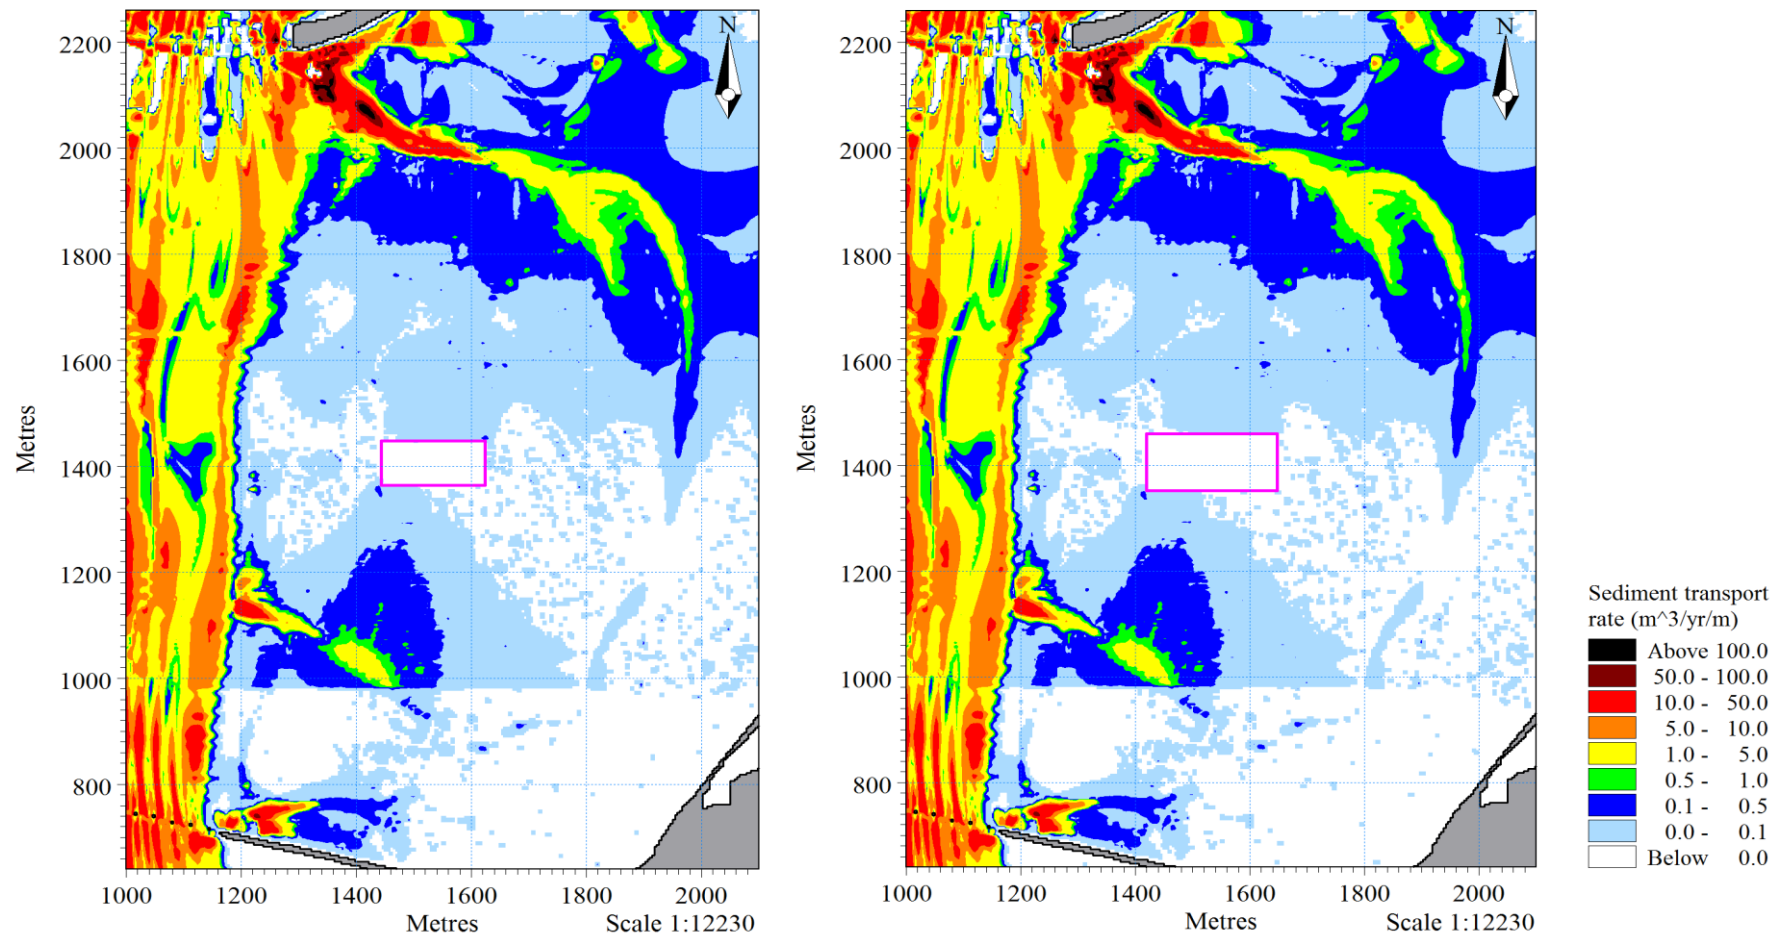 N
N
2200
2000
1800
1600
1400
1200
1000
800
Metres
1000
1200
1400
1600
1800
2000
Metres
Scale 1:12230
2200
2000
1800
1600
1400
1200
1000
800
Metres
1000
1200
1400
1600
1800
2000
Metres
Scale 1:12230
Sediment transport
rate (m^3/yr/m)
Above 100.0
50.0 - 100.0
10.0 - 50.0
5.0 - 10.0
1.0 - 5.0
0.5 - 1.0
0.1 - 0.5
0.0 - 0.1
Below 0.0